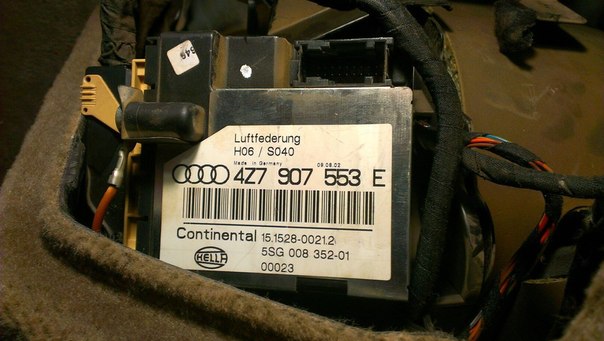 649
Luftfederung
H06 / S040
Made in Germany 09.08.02
4Z7 907 553 E
Continental 15.1528-0021.2
HELLA 5SG 008 352-01
00023